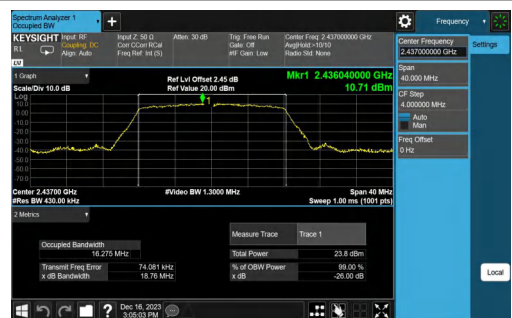 Spectrum Analyzer 1
Occupied BW
Frequency
KEYSIGHT
RL
Input: RF
Coupling: DC
Align: Auto
Input Z: 50 Ω
Corr CCorr RCal
Freq Ref: Int (S)
Atten: 30 dB
Trig: Free Run
Gate: Off
#IF Gain: Low
Center Freq: 2.437000000 GHz
Avg|Hold:>10/10
Radio Std: None
LM
Center Frequency
2.437000000 GHz
Settings
Span
40.000 MHz
CF Step
4.000000 MHz
Auto
Man
Freq Offset
0 Hz
Local
1 Graph
Scale/Div 10.0 dB
Ref Lvl Offset 2.45 dB
Ref Value 20.00 dBm
Mkr1 2.436040000 GHz
10.71 dBm
Log
10.0
0.00
-10.0
-20.0
-30.0
-40.0
-50.0
-60.0
-70.0
1
Center 2.43700 GHz
#Res BW 430.00 kHz
#Video BW 1.3000 MHz
Span 40 MHz
Sweep 1.00 ms (1001 pts)
2 Metrics
Measure Trace
Trace 1
Occupied Bandwidth
16.275 MHz
Total Power
23.8 dBm
Transmit Freq Error
74.081 kHz
% of OBW Power
99.00 %
x dB Bandwidth
18.76 MHz
x dB
-26.00 dB
?
Dec 16, 2023
3:05:03 PM